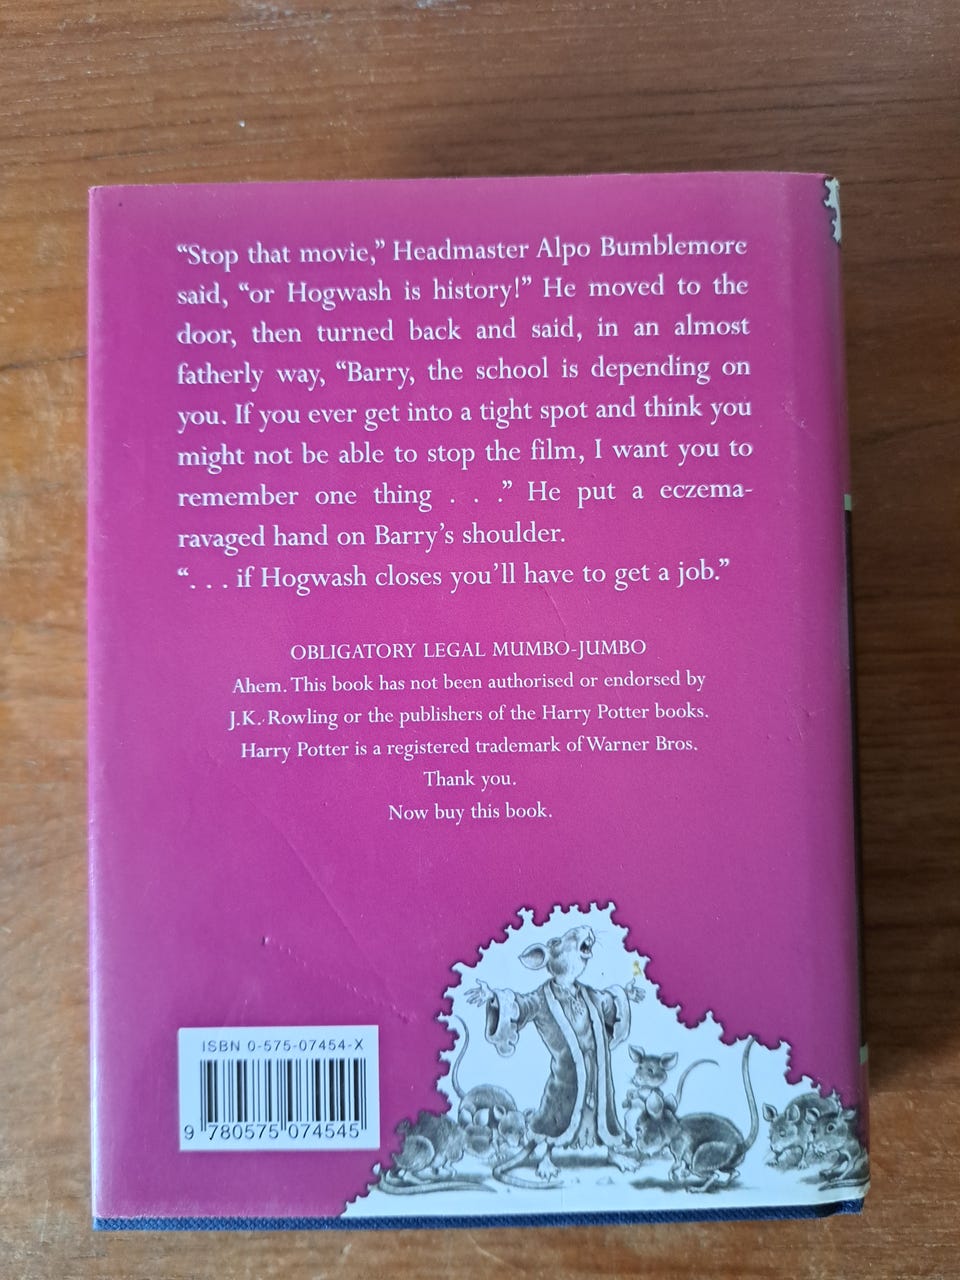 “Stop that movie,” Headmaster Alpo Bumblemore
said, “or Hogwash is history!” He moved to the
door, then turned back and said, in an almost
fatherly way, “Barry, the school is depending on
you. If you ever get into a tight spot and think you
might not be able to stop the film, I want you to
remember one thing . . .” He put a eczema-
ravaged hand on Barry’s shoulder.
“. . . if Hogwash closes you’ll have to get a job.”
OBLIGATORY LEGAL MUMBO-JUMBO
Ahem. This book has not been authorised or endorsed by
J.K. Rowling or the publishers of the Harry Potter books.
Harry Potter is a registered trademark of Warner Bros.
Thank you.
Now buy this book.
ISBN 0-575-07454-X
9 780575 074545